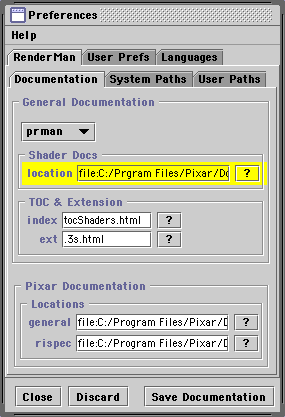 Preferences
Help
RenderMan User Prefs Languages
Documentation System Paths User Paths
General Documentation
prman
Shader Docs
location file:C:/Prgram Files/Pixar/Do ?
TOC & Extension
index tocShaders.html ?
ext .3s.html ?
Pixar Documentation
Locations
general file:C:/Program Files/Pixar/D ?
rispec file:C:/Program Files/Pixar/D ?
Close Discard Save Documentation